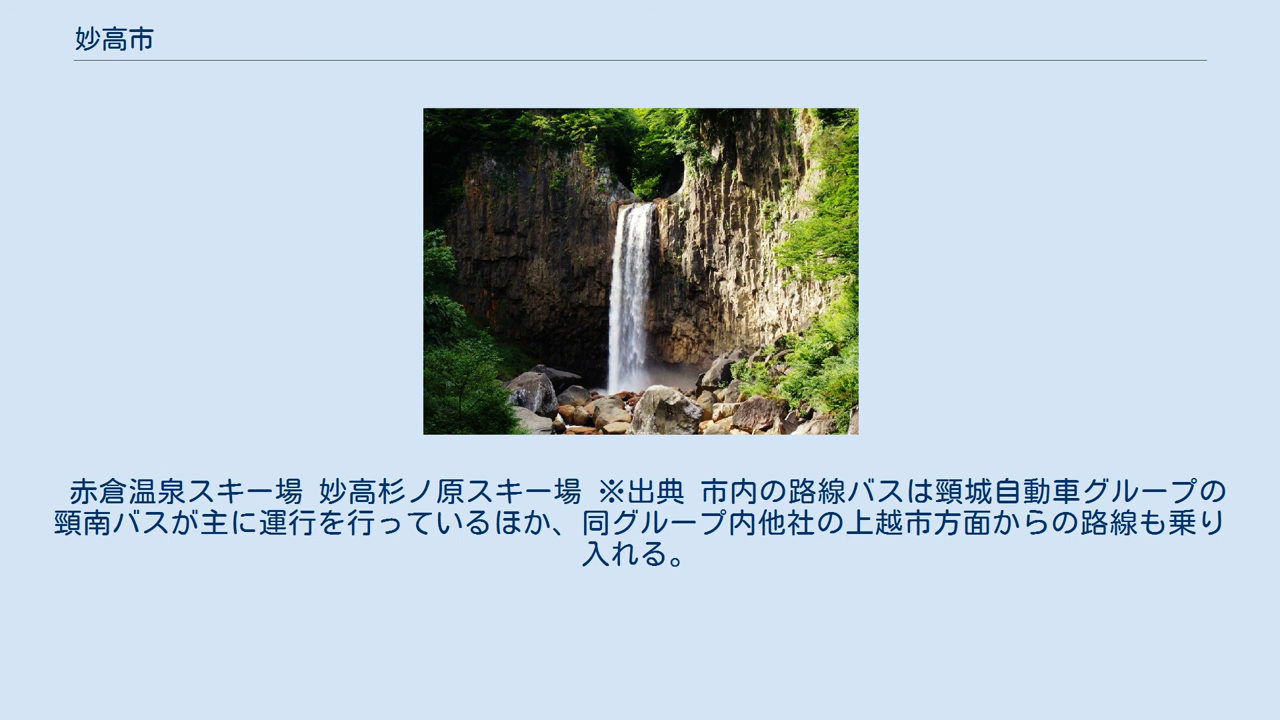 妙高市
赤倉温泉スキー場 妙高杉ノ原スキー場 ※出典 市内の路線バスは頸城自動車グループの
頸南バスが主に運行を行っているほか、同グループ内他社の上越市方面からの路線も乗り
入れる。